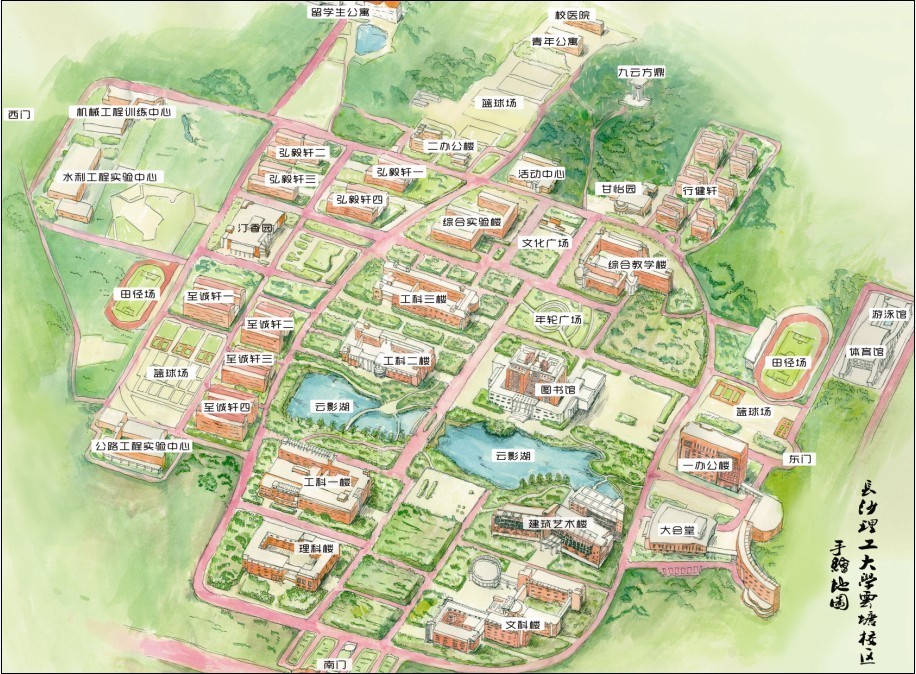 留学生公寓
校医院
青年公寓
九云方鼎
西门
机械工程训练中心
篮球场
二办公楼
弘毅轩二
弘毅轩一
弘毅轩三
水利工程实验中心
活动中心
甘怡园
行健轩
弘毅轩四
综合实验楼
汀香园
文化广场
综合教学楼
田径场
至诚轩一
工科三楼
年轮广场
游泳馆
至诚轩二
体育馆
至诚轩三
工科二楼
田径场
篮球场
图书馆
至诚轩四
云影湖
篮球场
公路工程实验中心
云影湖
一办公楼
东门
工科一楼
建筑艺术楼
大会堂
理科楼
文科楼
南门
長沙理工大學雲塘校区
手繪地图